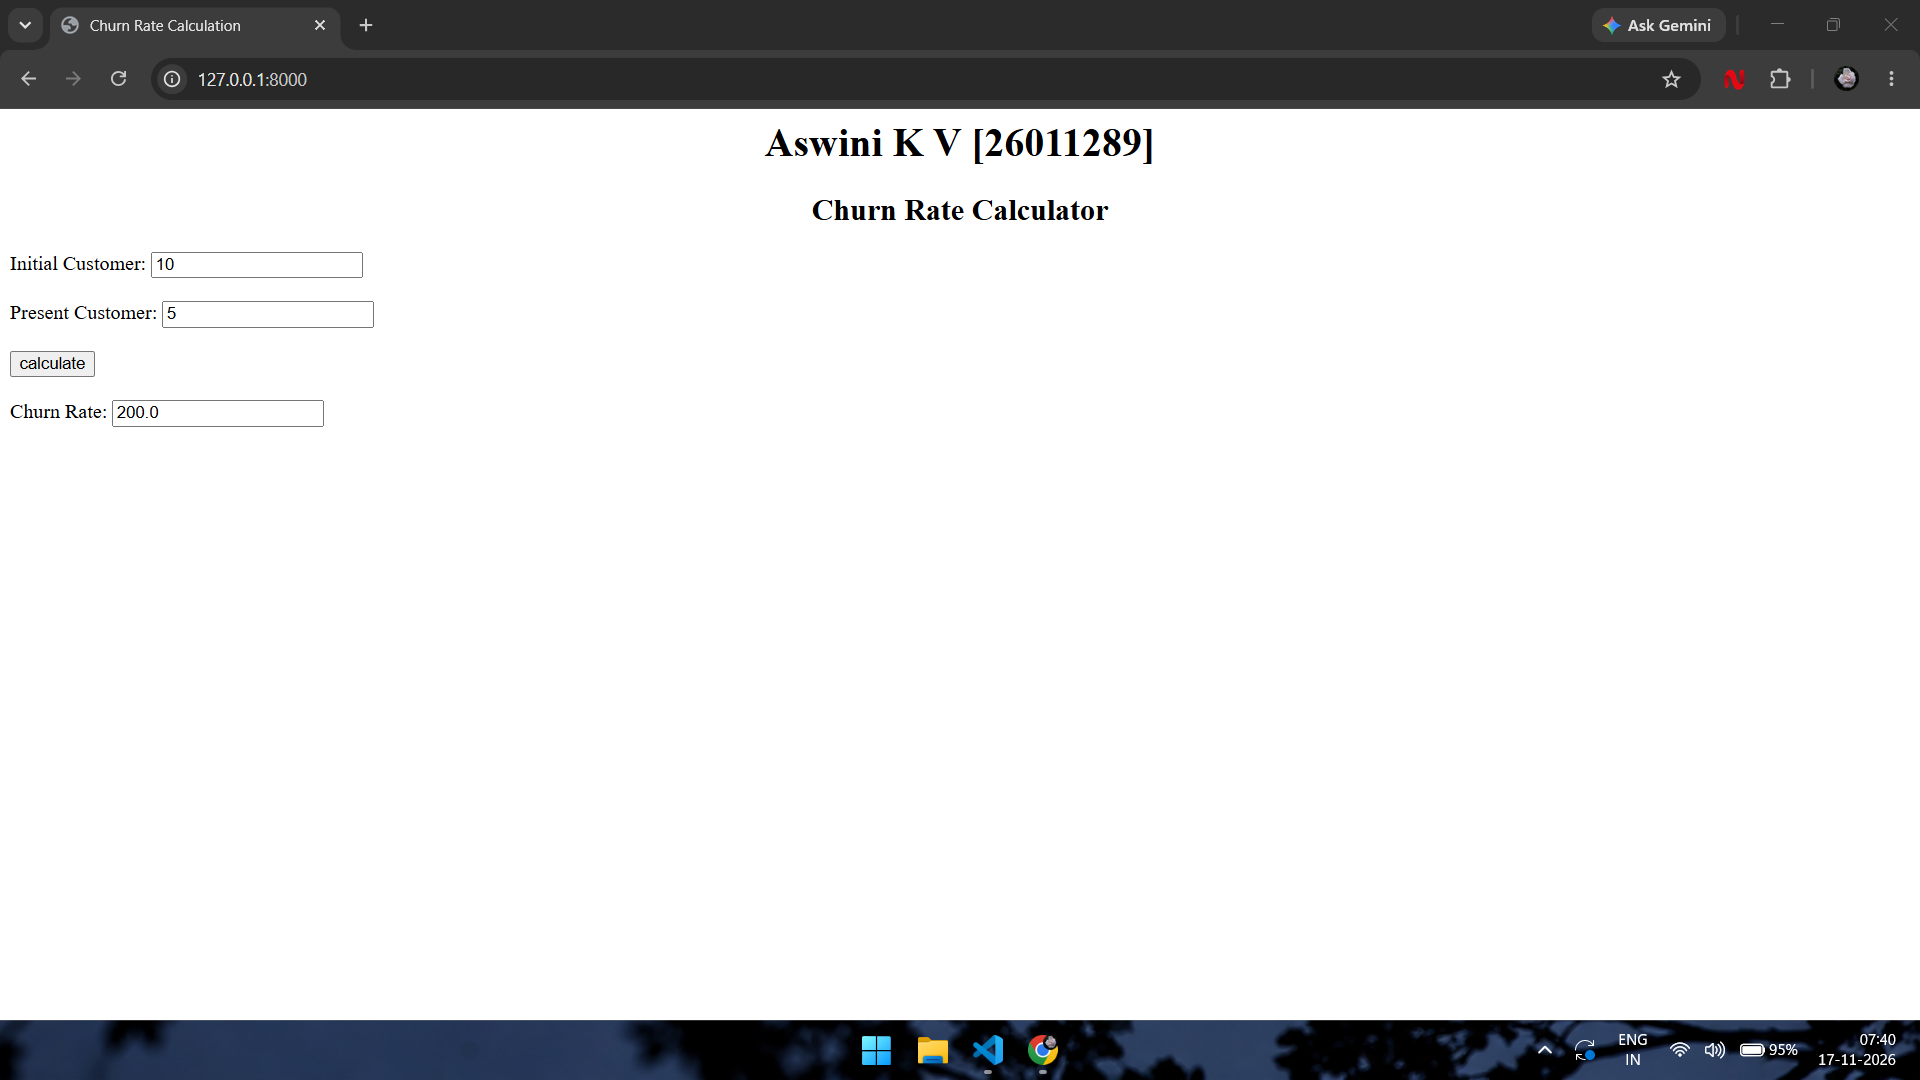 Churn Rate Calculation
Ask Gemini
127.0.0.1:8000
Aswini K V [26011289]
Churn Rate Calculator
Initial Customer: 10
Present Customer: 5
calculate
Churn Rate: 200.0
ENG
IN
95%
07:40
17-11-2026